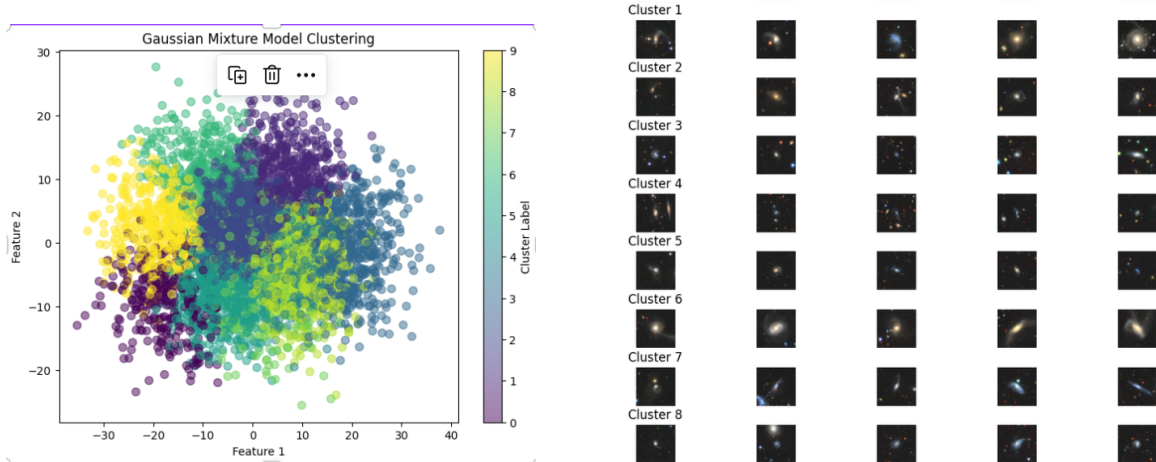 Gaussian Mixture Model Clustering
30
20
10
0
−10
−20
Feature 2
−30
−20
−10
0
10
20
30
40
Feature 1
9
8
7
6
5
4
3
2
1
0
Cluster Label
Cluster 1
Cluster 2
Cluster 3
Cluster 4
Cluster 5
Cluster 6
Cluster 7
Cluster 8